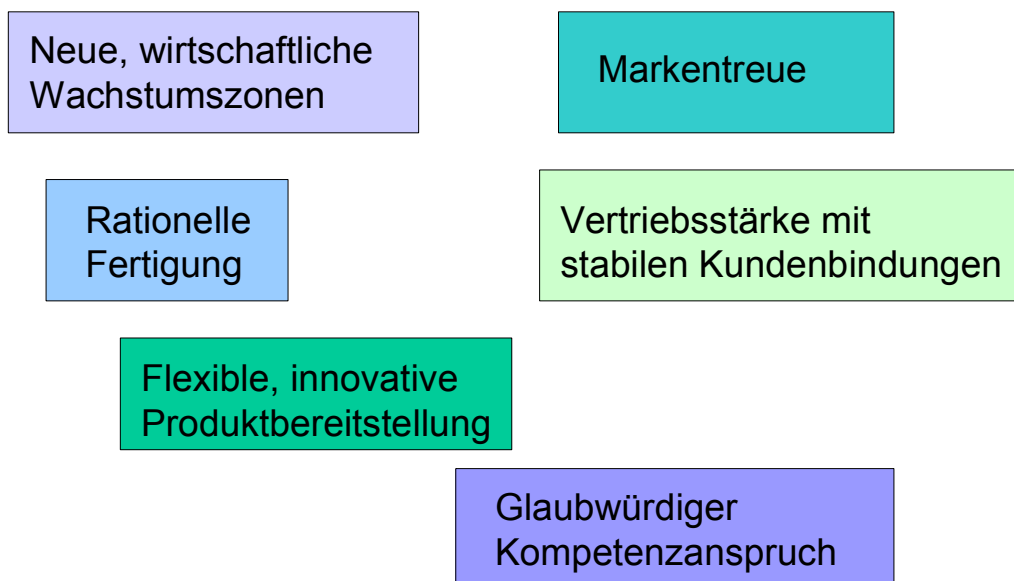 Neue, wirtschaftliche
Wachstumszonen
Markentreue
Rationelle
Fertigung
Vertriebsstärke mit
stabilen Kundenbindungen
Flexible, innovative
Produktbereitstellung
Glaubwürdiger
Kompetenzanspruch